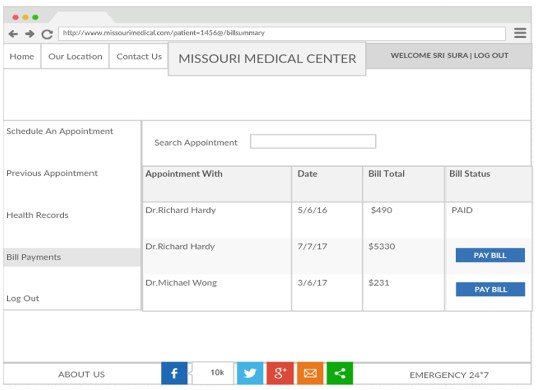 http://www.missourimedical.com/patient=1456@/billsummary
Home Our Location Contact Us MISSOURI MEDICAL CENTER WELCOME SRI SURA | LOG OUT
Schedule An Appointment
Previous Appointment
Health Records
Bill Payments
Log Out
Search Appointment
Appointment With Date Bill Total Bill Status
Dr.Richard Hardy 5/6/16 $490 PAID
Dr.Richard Hardy 7/7/17 $5330 PAY BILL
Dr.Michael Wong 3/6/17 $231 PAY BILL
ABOUT US f 10k g+ EMERGENCY 24*7